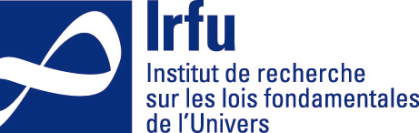 Irfu
Institut de recherche
sur les lois fondamentales
de l'Univers